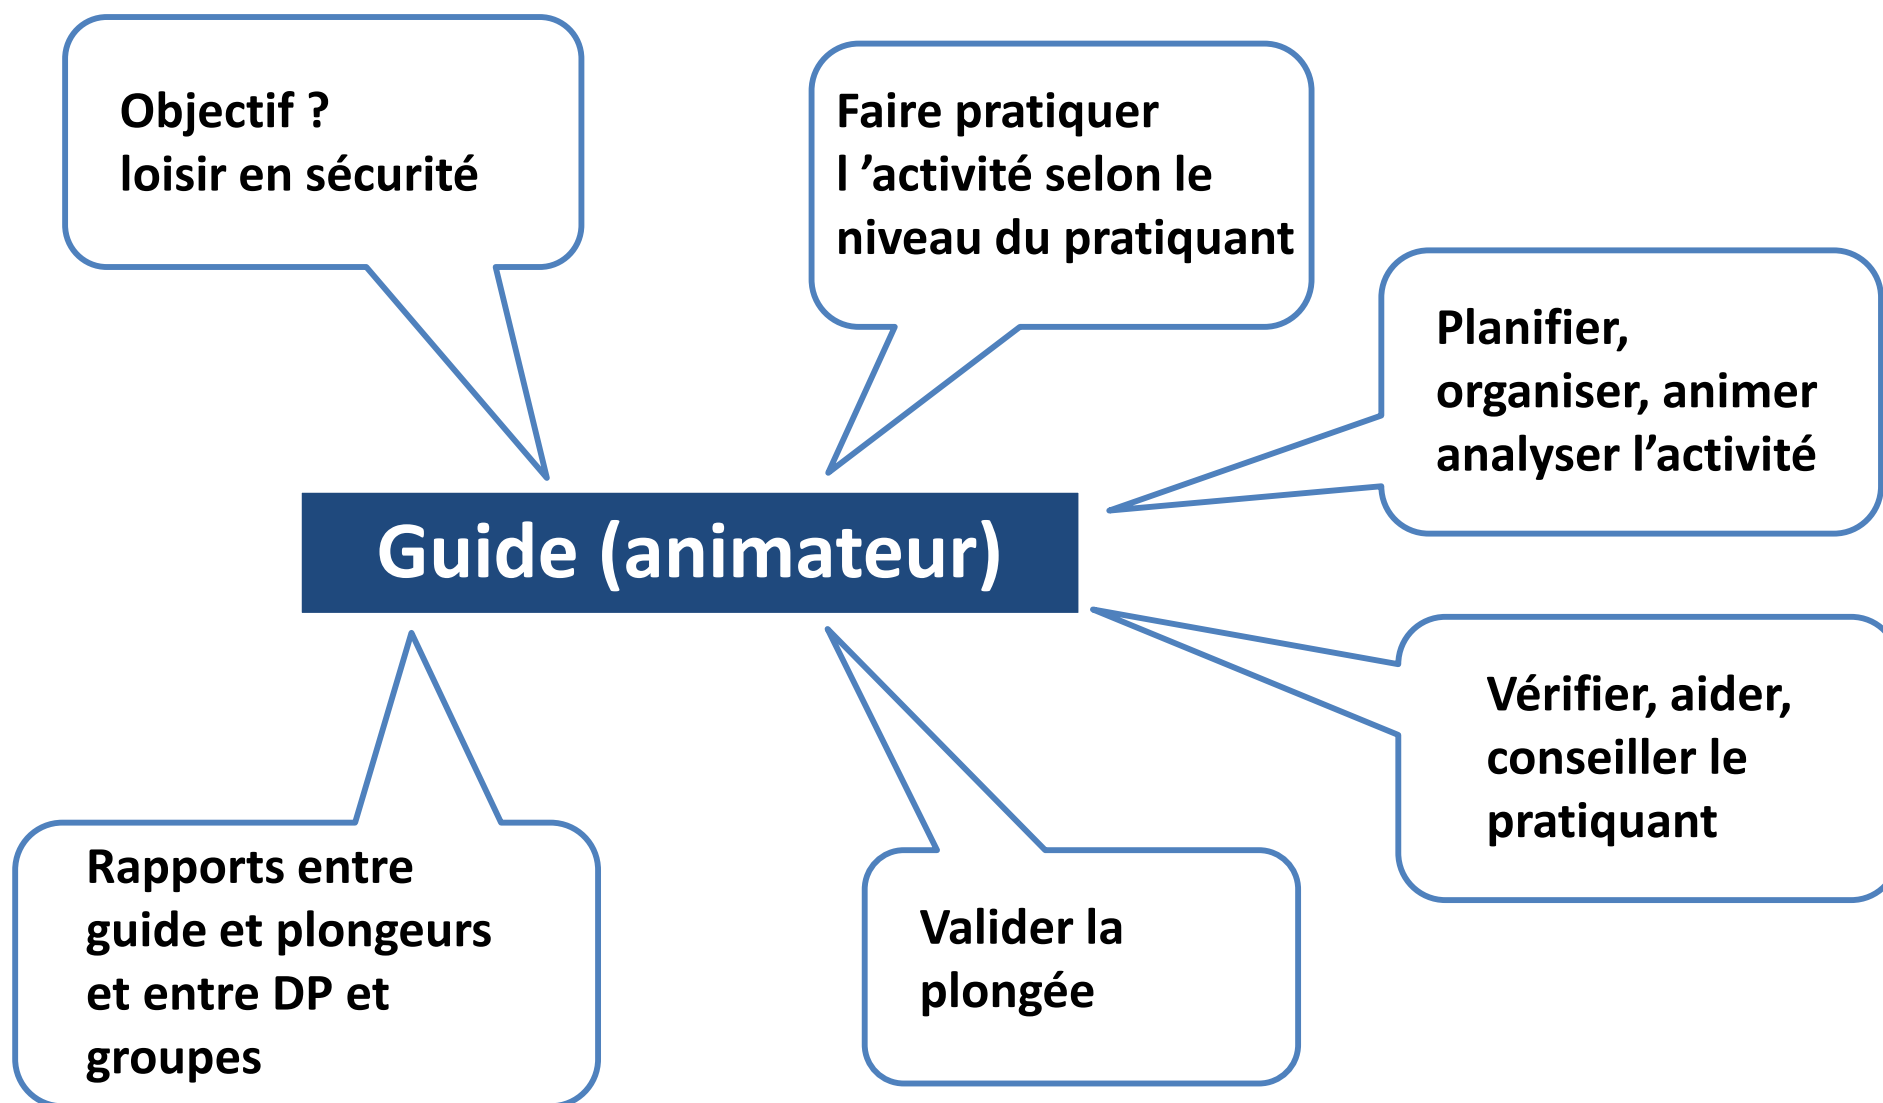 Objectif ?
loisir en sécurité
Faire pratiquer
l ’activité selon le
niveau du pratiquant
Planifier,
organiser, animer
analyser l’activité
Guide (animateur)
Vérifier, aider,
conseiller le
pratiquant
Rapports entre
guide et plongeurs
et entre DP et
groupes
Valider la
plongée